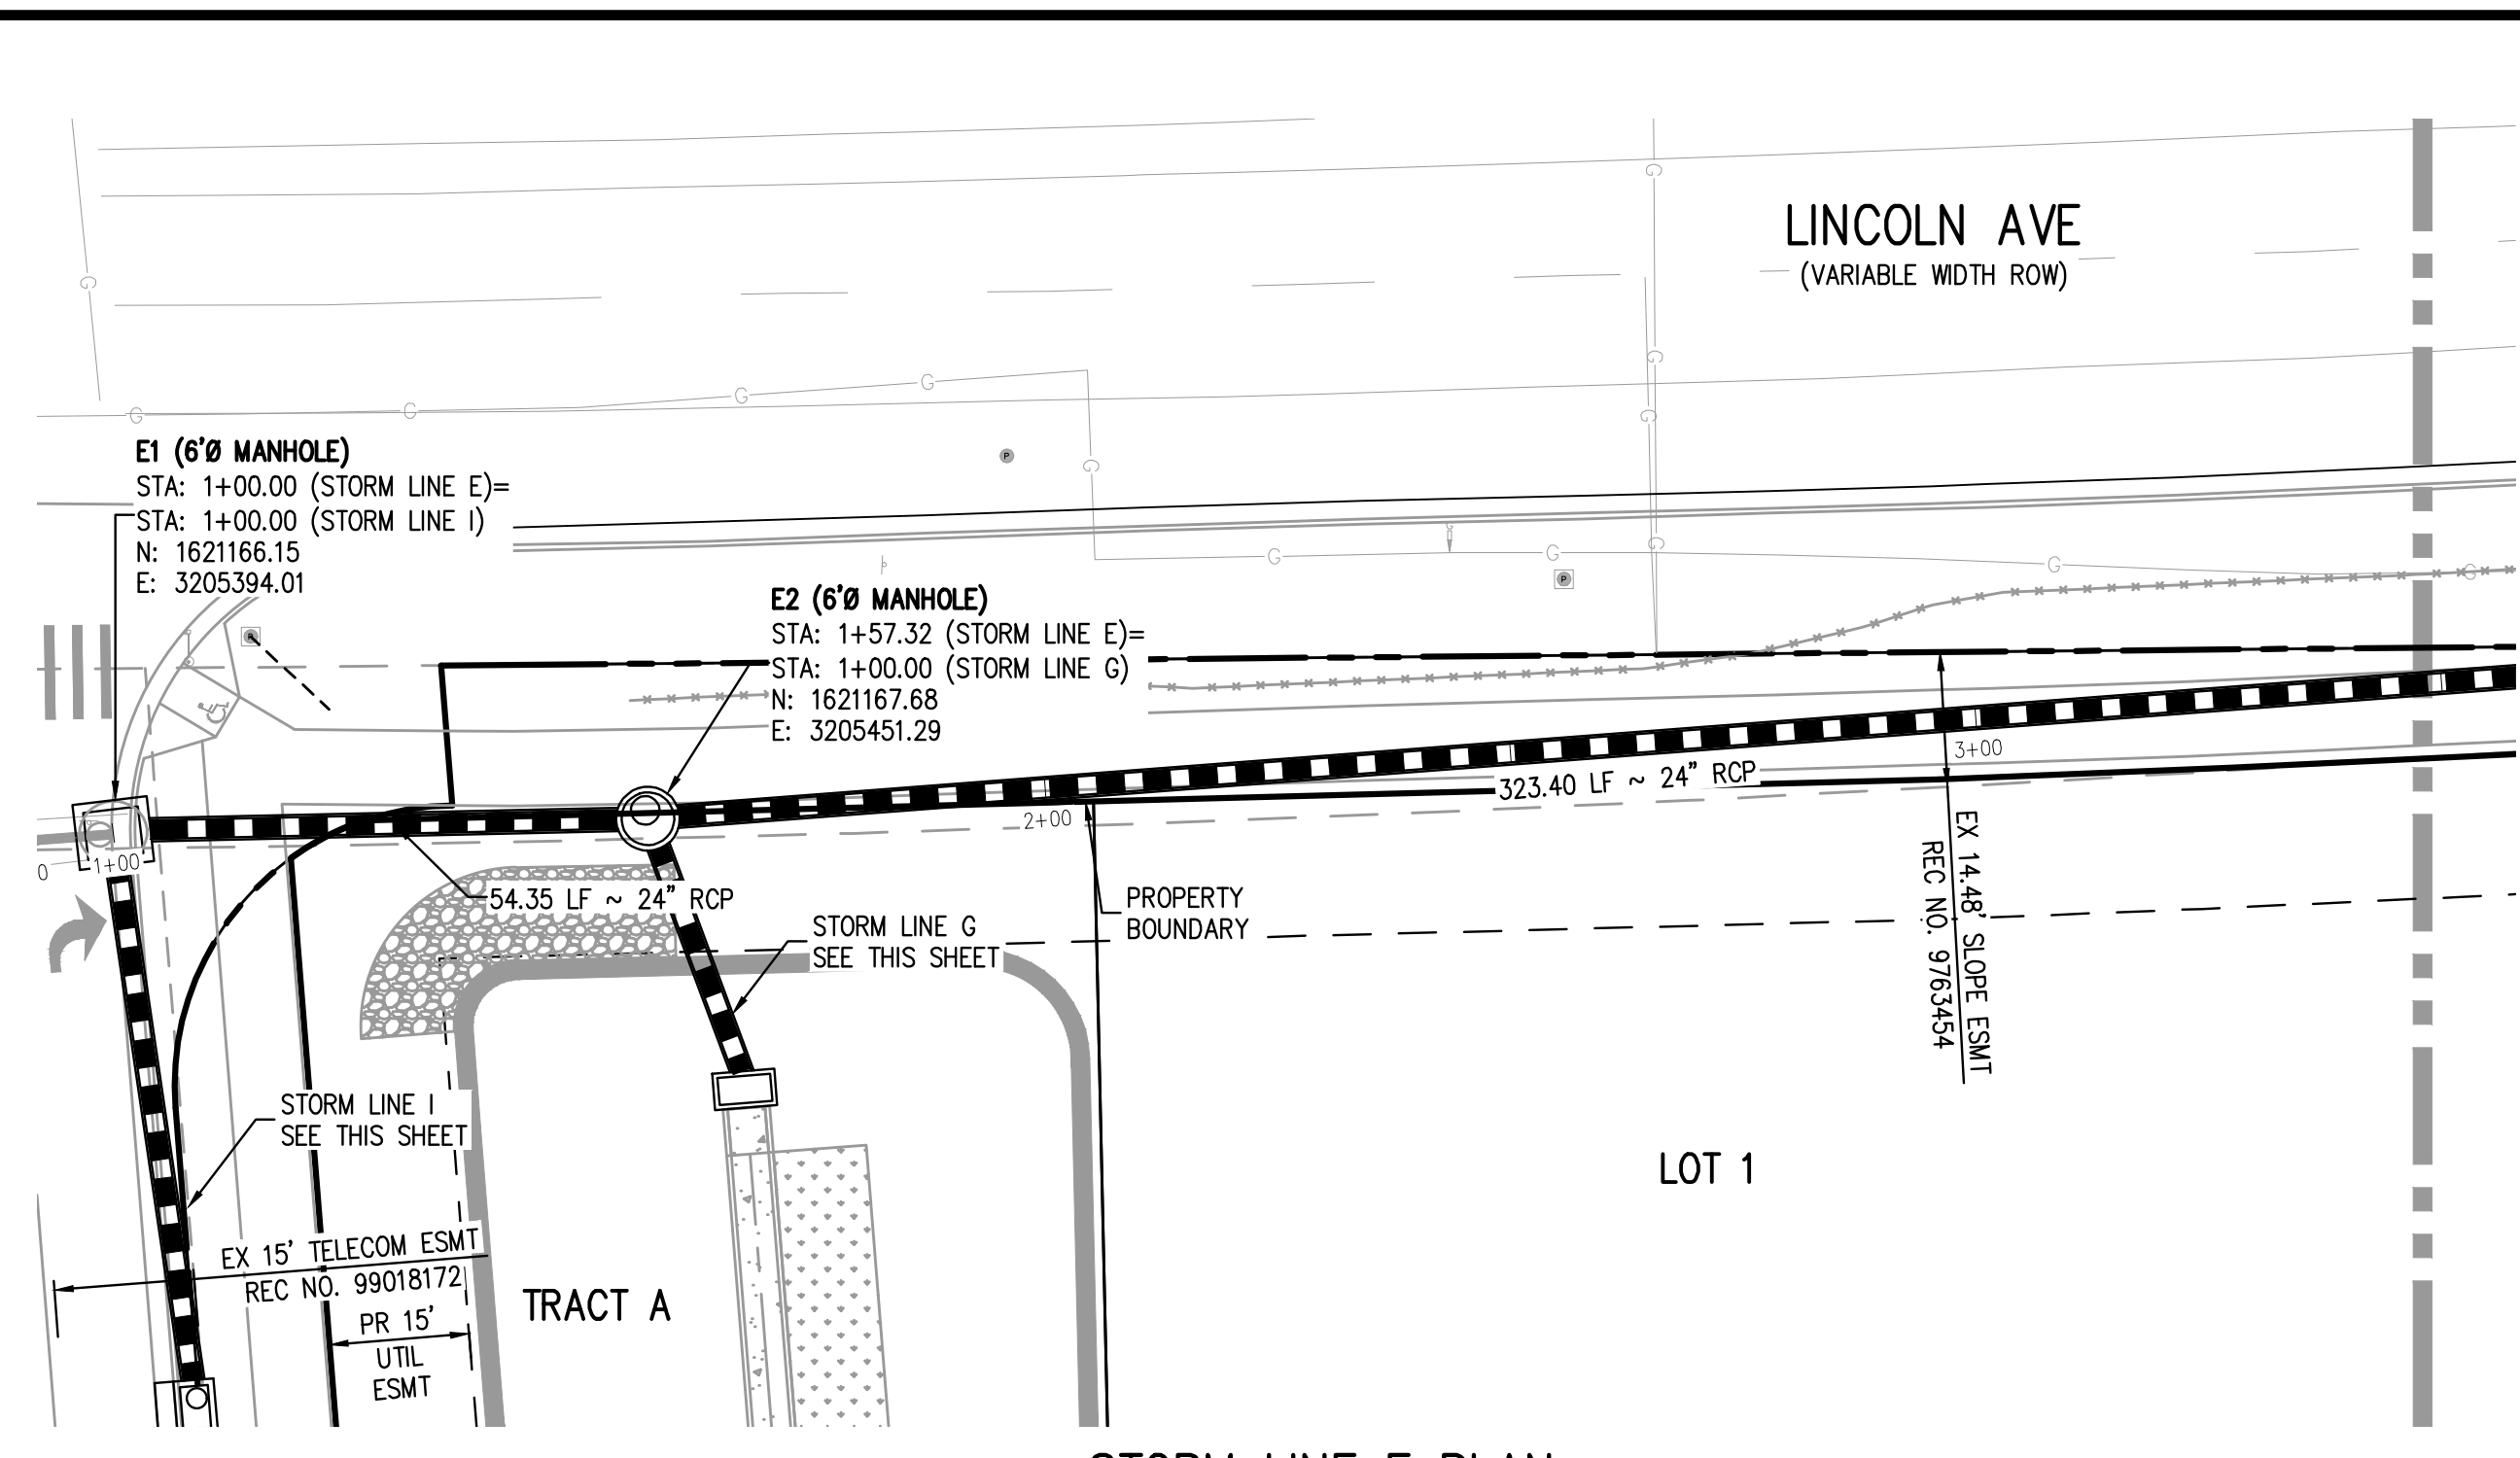 LINCOLN AVE
(VARIABLE WIDTH ROW)
G
G
G
G
G
G
G
G
G
G
P
E1 (6'Ø MANHOLE)
STA: 1+00.00 (STORM LINE E)=
STA: 1+00.00 (STORM LINE I)
N: 1621166.15
E: 3205394.01
G
G
G
G
G
P
P
E2 (6'Ø MANHOLE)
STA: 1+57.32 (STORM LINE E)=
STA: 1+00.00 (STORM LINE G)
N: 1621167.68
E: 3205451.29
3+00
323.40 LF ~ 24" RCP
2+00
0
1+00
54.35 LF ~ 24" RCP
PROPERTY
BOUNDARY
STORM LINE G
SEE THIS SHEET
EX 14.48' SLOPE ESMT
REC NO. 9763454
STORM LINE I
SEE THIS SHEET
LOT 1
EX 15' TELECOM ESMT
REC NO. 99018172
TRACT A
PR 15'
UTIL
ESMT
STORM LINE E PLAN